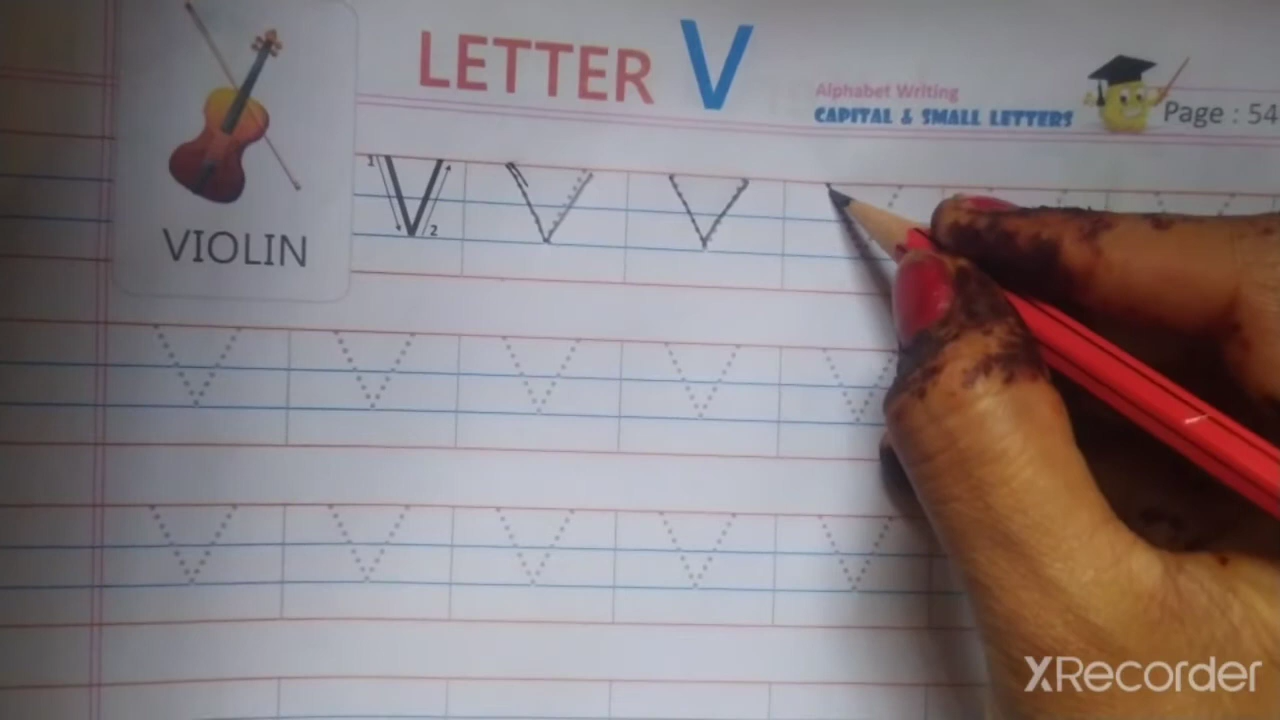 LETTER V
Alphabet Writing
CAPITAL & SMALL LETTERS
Page : 54
VIOLIN
1 V 2 V V
V V V V V
V V V V V
XRecorder